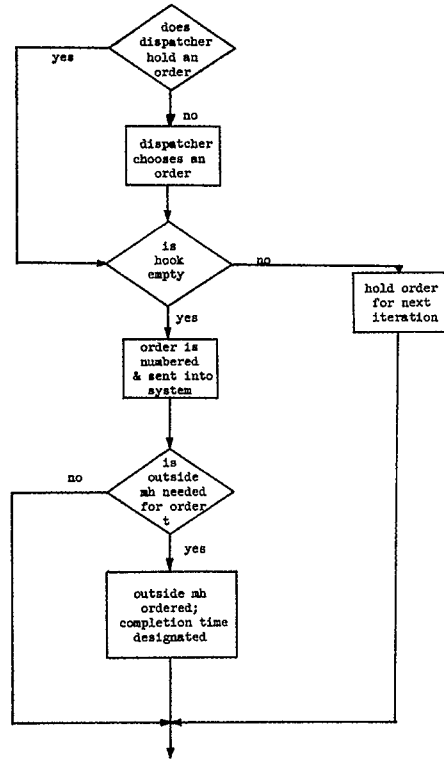 does
dispatcher
hold an
order
yes
no
dispatcher
chooses an
order
is
hook
empty
no
hold order
for next
iteration
yes
order is
numbered
& sent into
system
is
outside
mh needed
for order
t
no
yes
outside mh
ordered;
completion time
designated